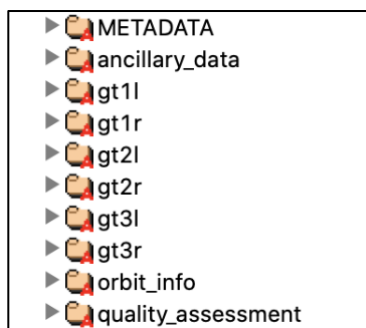 METADATA
ancillary_data
gt1l
gt1r
gt2l
gt2r
gt3l
gt3r
orbit_info
quality_assessment